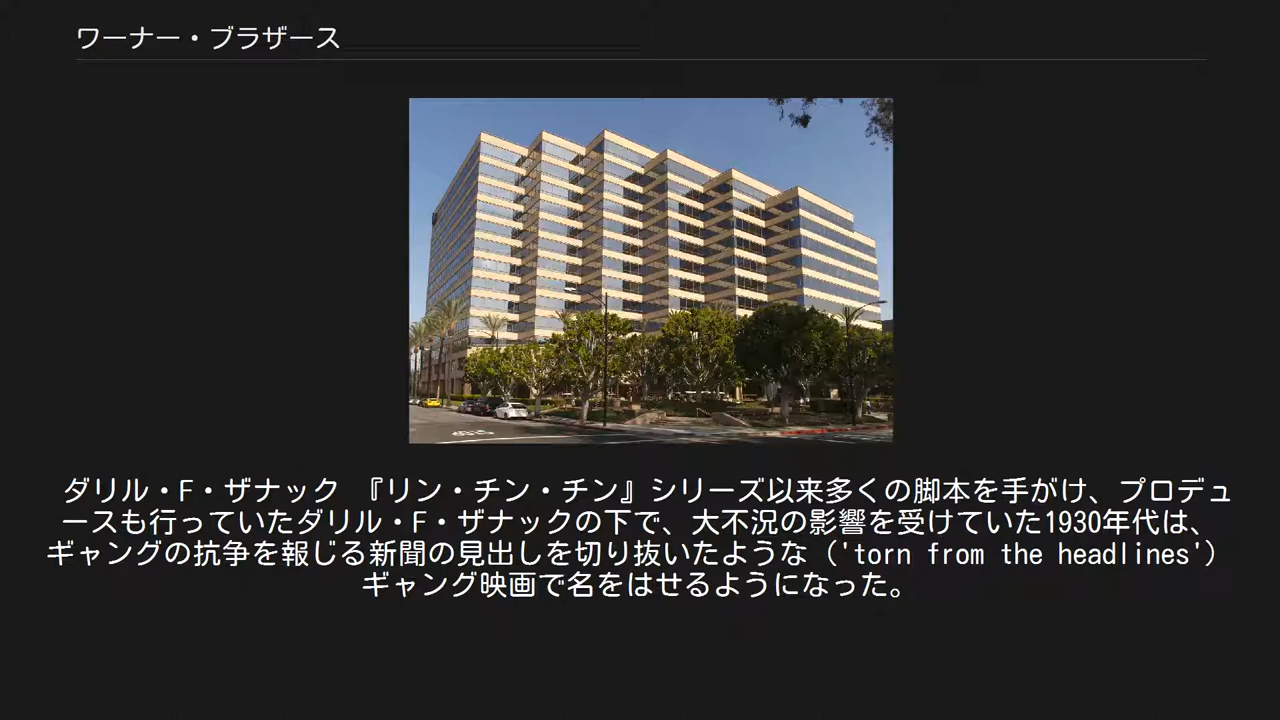 ワーナー・ブラザース
ダリル・F・ザナック 『リン・チン・チン』シリーズ以来多くの脚本を手がけ、プロデュ
ースも行っていたダリル・F・ザナックの下で、大不況の影響を受けていた1930年代は、
ギャングの抗争を報じる新聞の見出しを切り抜いたような（'torn from the headlines'）
ギャング映画で名をはせるようになった。